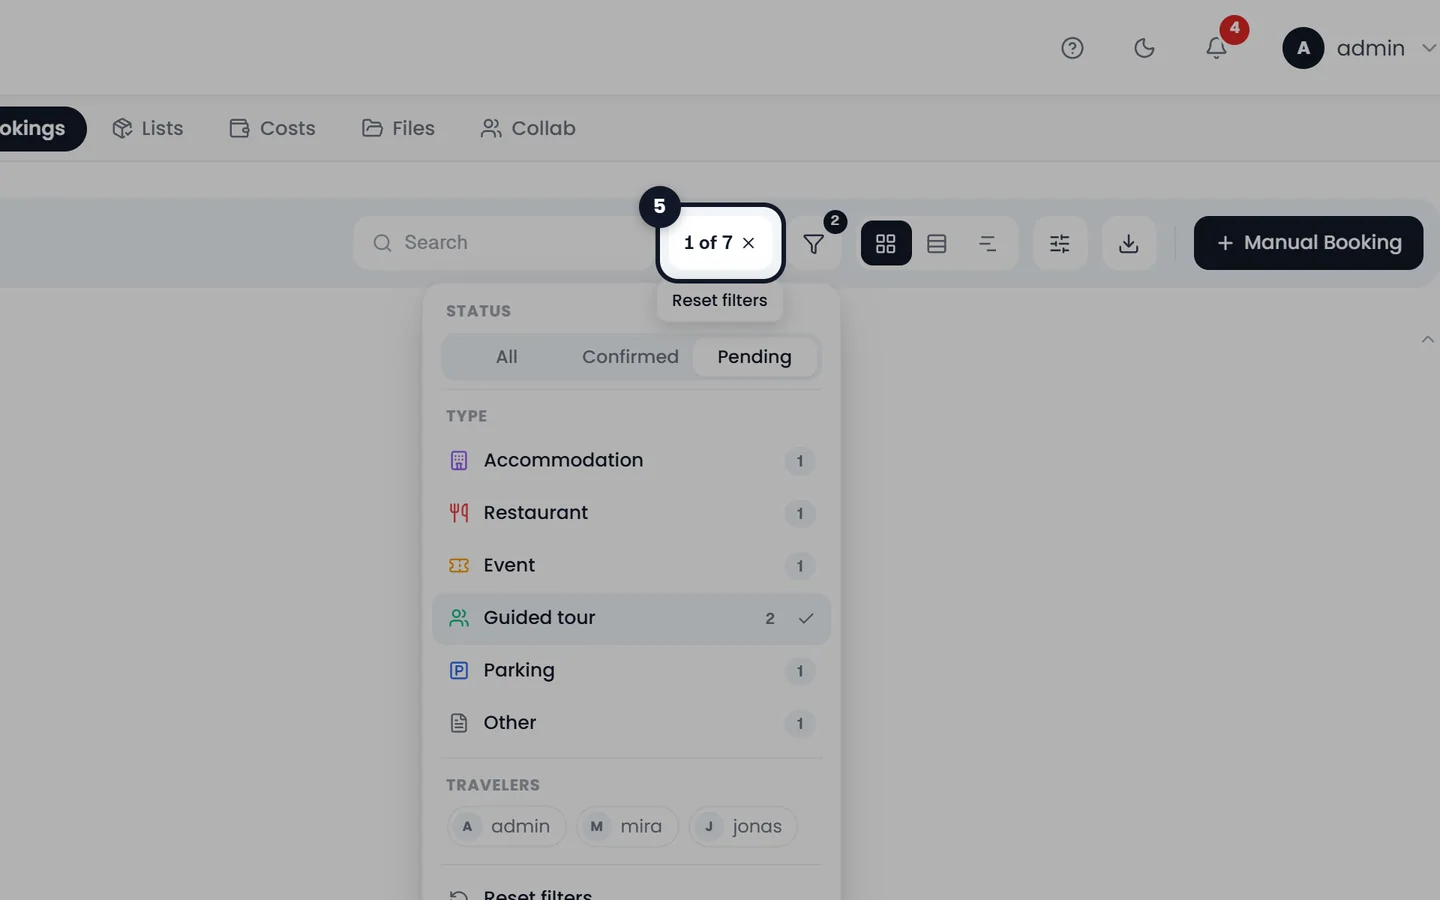 4
A admin
okings Lists Costs Files Collab
5
Search
1 of 7
2
+ Manual Booking
Reset filters
STATUS
All Confirmed Pending
TYPE
Accommodation 1
Restaurant 1
Event 1
Guided tour 2
P Parking 1
Other 1
TRAVELERS
A admin M mira J jonas
Reset filters